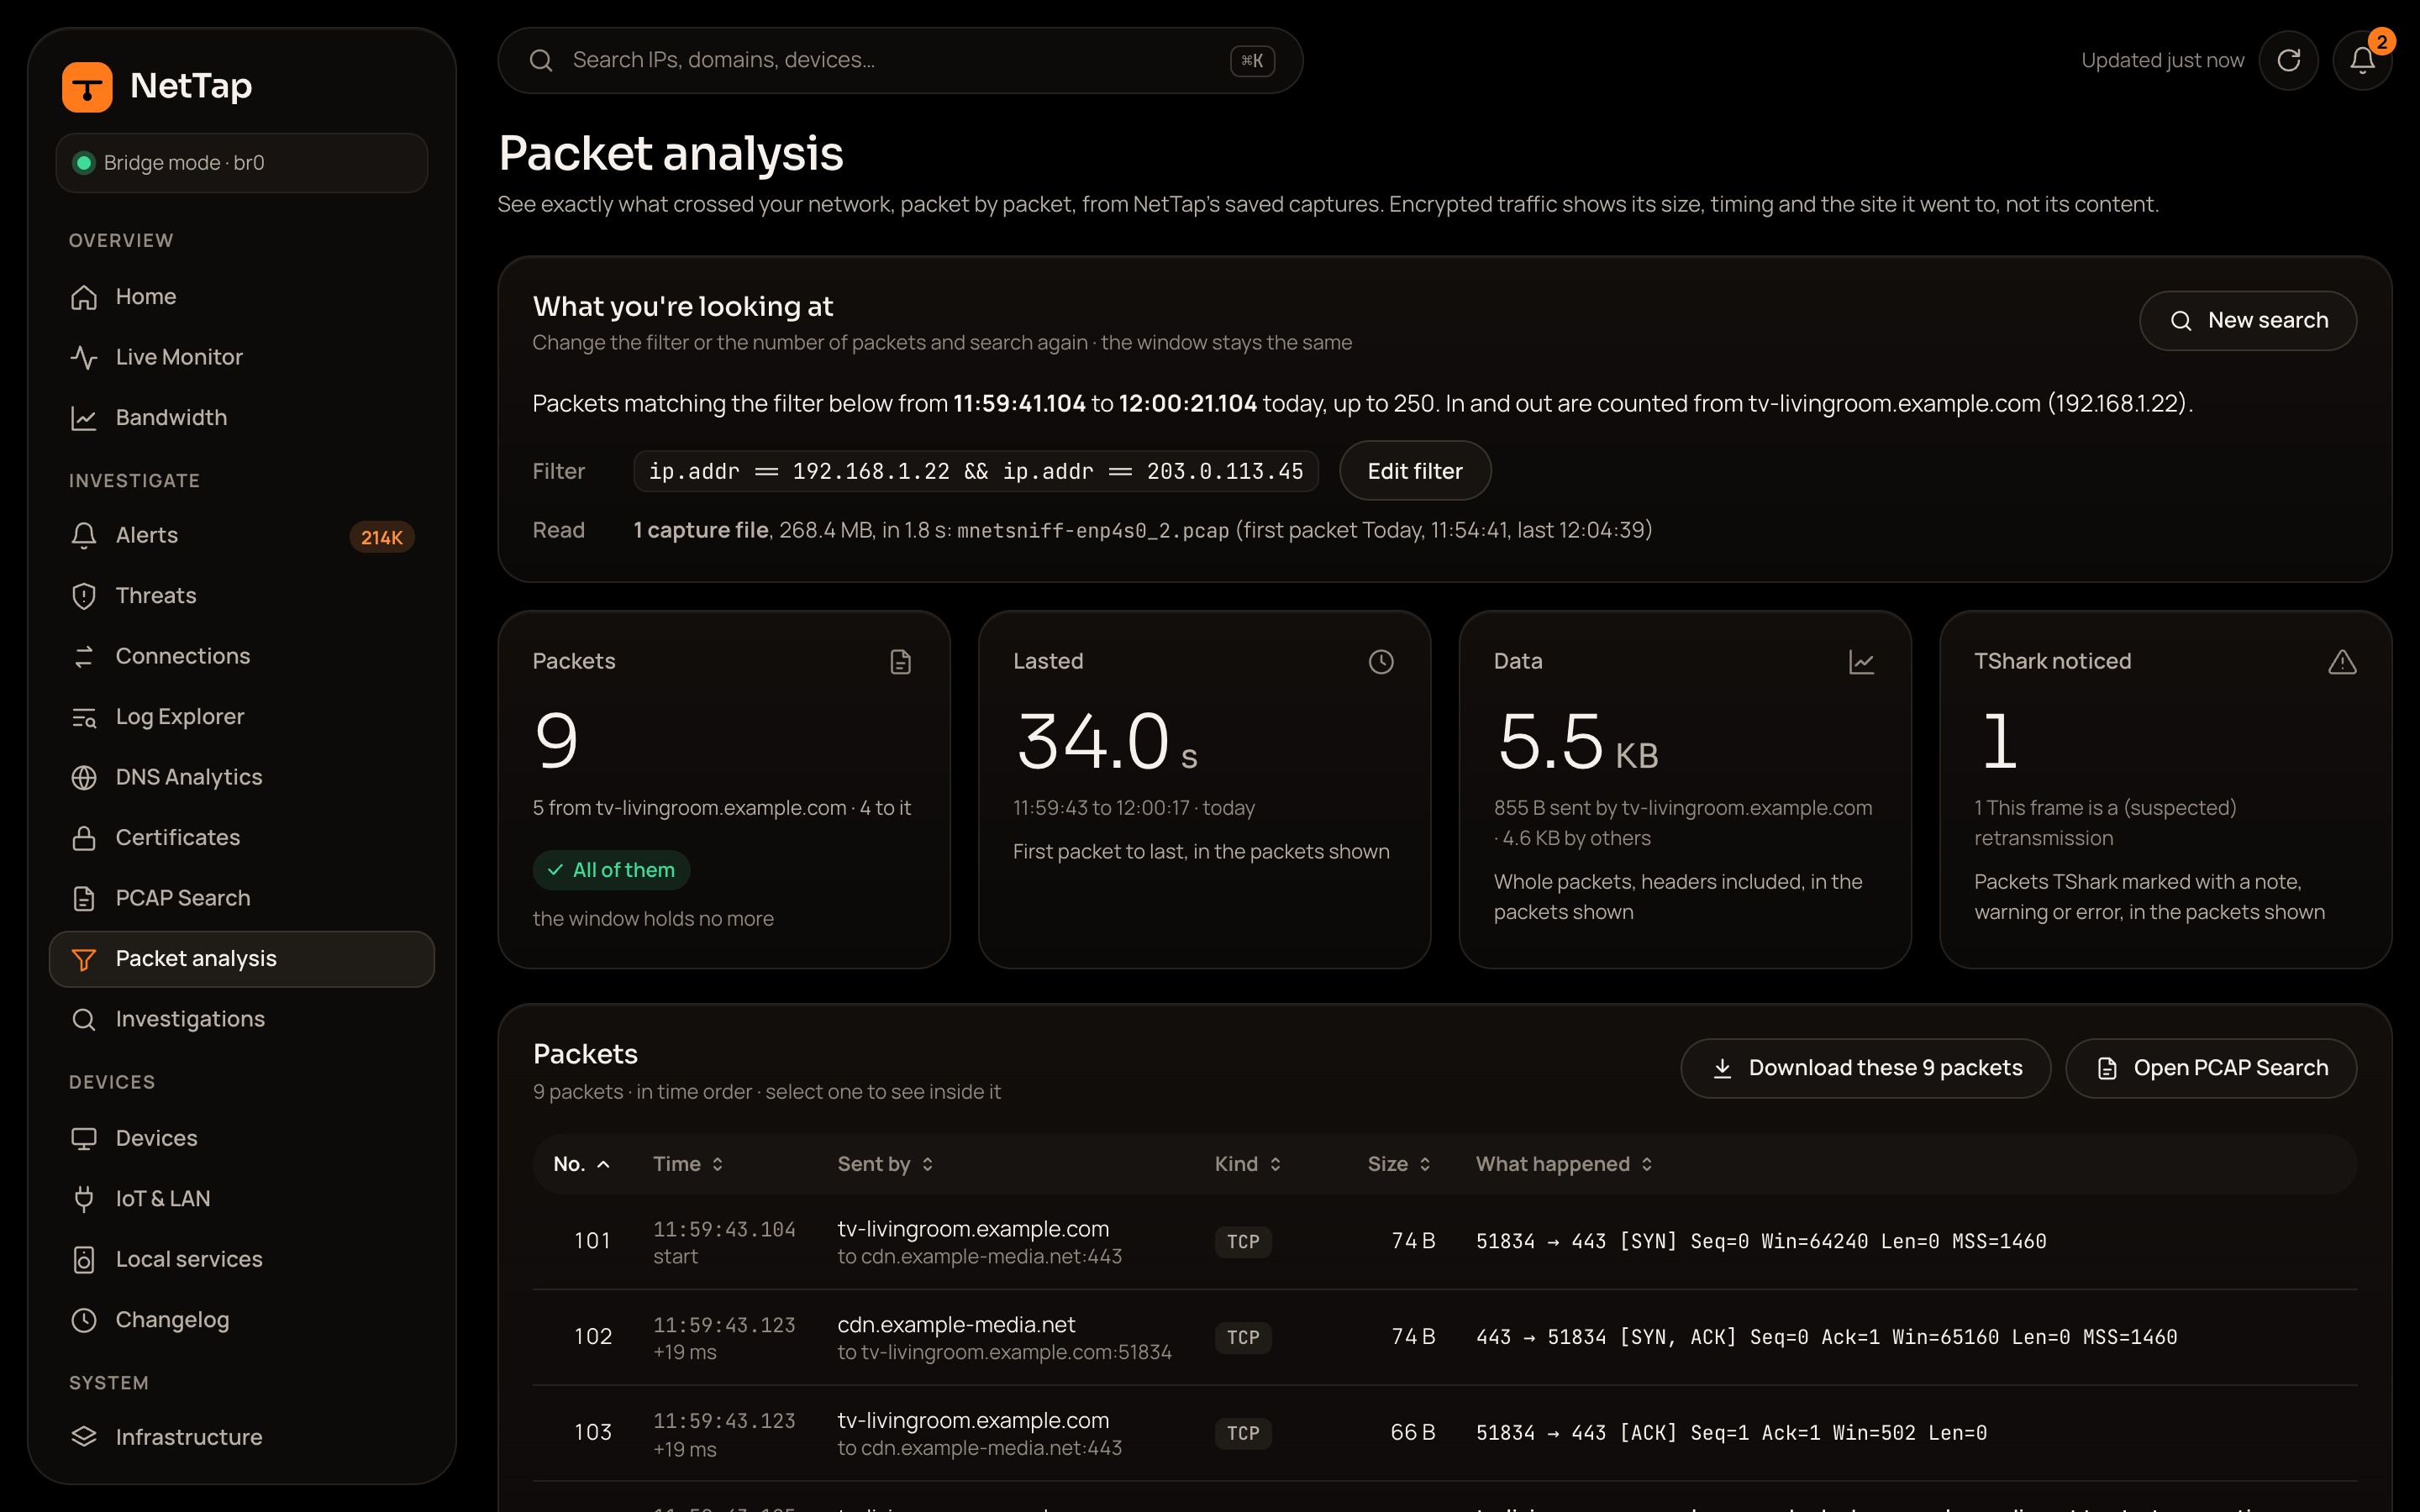 NetTap
Bridge mode · br0
OVERVIEW
Home
Live Monitor
Bandwidth
INVESTIGATE
Alerts 214K
Threats
Connections
Log Explorer
DNS Analytics
Certificates
PCAP Search
Packet analysis
Investigations
DEVICES
Devices
IoT & LAN
Local services
Changelog
SYSTEM
Infrastructure
Search IPs, domains, devices... ⌘K
Updated just now
2
Packet analysis
See exactly what crossed your network, packet by packet, from NetTap's saved captures. Encrypted traffic shows its size, timing and the site it went to, not its content.
What you're looking at
Change the filter or the number of packets and search again · the window stays the same
New search
Packets matching the filter below from 11:59:41.104 to 12:00:21.104 today, up to 250. In and out are counted from tv-livingroom.example.com (192.168.1.22).
Filter ip.addr == 192.168.1.22 && ip.addr == 203.0.113.45 Edit filter
Read 1 capture file, 268.4 MB, in 1.8 s: mnetsniff-enp4s0_2.pcap (first packet Today, 11:54:41, last 12:04:39)
Packets
9
5 from tv-livingroom.example.com · 4 to it
All of them
the window holds no more
Lasted
34.0 s
11:59:43 to 12:00:17 · today
First packet to last, in the packets shown
Data
5.5 KB
855 B sent by tv-livingroom.example.com
· 4.6 KB by others
Whole packets, headers included, in the
packets shown
TShark noticed
1
1 This frame is a (suspected)
retransmission
Packets TShark marked with a note,
warning or error, in the packets shown
Packets
9 packets · in time order · select one to see inside it
Download these 9 packets
Open PCAP Search
No. Time Sent by Kind Size What happened
101 11:59:43.104 tv-livingroom.example.com TCP 74 B 51834 → 443 [SYN] Seq=0 Win=64240 Len=0 MSS=1460
start to cdn.example-media.net:443
102 11:59:43.123 cdn.example-media.net TCP 74 B 443 → 51834 [SYN, ACK] Seq=0 Ack=1 Win=65160 Len=0 MSS=1460
+19 ms to tv-livingroom.example.com:51834
103 11:59:43.123 tv-livingroom.example.com TCP 66 B 51834 → 443 [ACK] Seq=1 Ack=1 Win=502 Len=0
+19 ms to cdn.example-media.net:443